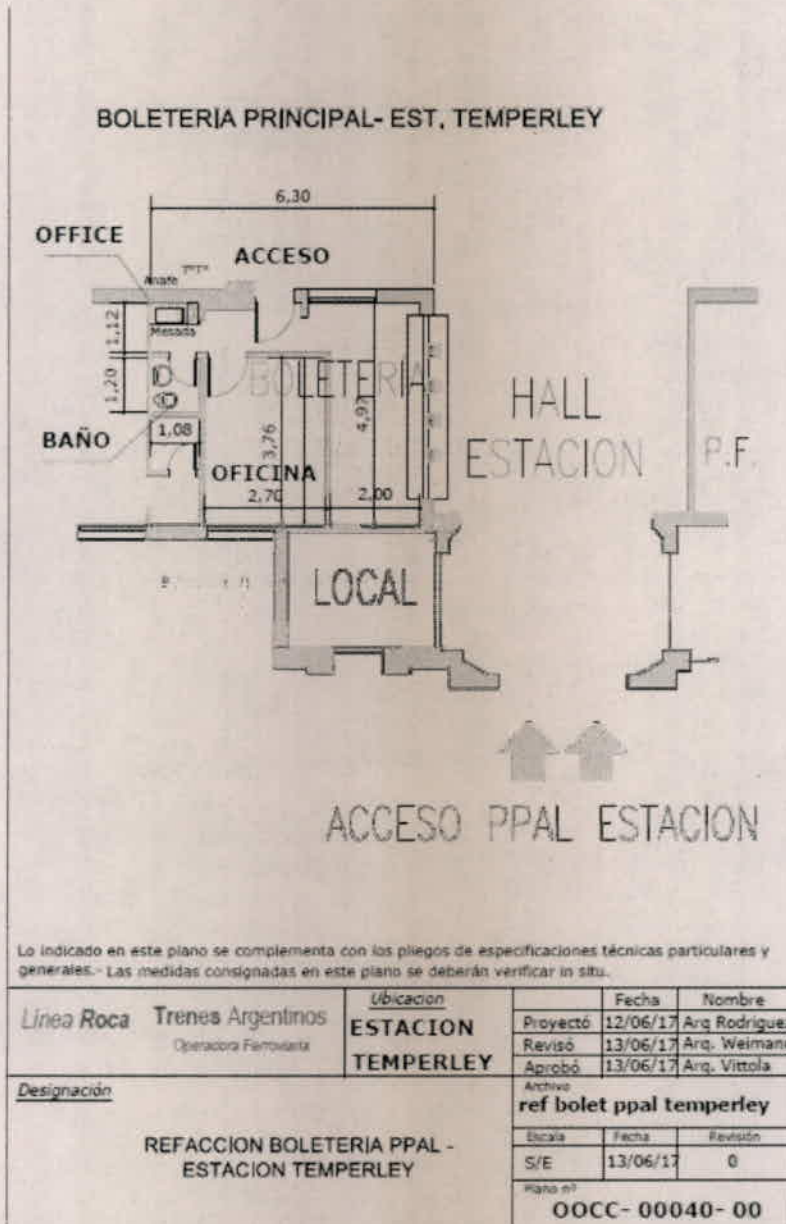 BOLETERIA PRINCIPAL- EST. TEMPERLEY
6,30
OFFICE
ACCESO
Anafe
Mesada
1,12
1,20
BOLETERIA
4,97
3,76
HALL
ESTACION
P.F.
BAÑO
1,08
OFICINA
2,70
2,00
LOCAL
ACCESO PPAL ESTACION
Lo indicado en este plano se complementa con los pliegos de especificaciones técnicas particulares y
generales.- Las medidas consignadas en este plano se deberán verificar in situ.
Línea Roca Trenes Argentinos
Operadora Ferroviaria
Ubicacion
ESTACION
TEMPERLEY
Fecha Nombre
Proyectó 12/06/17 Arq Rodrigue
Revisó 13/06/17 Arq. Weiman
Aprobó 13/06/17 Arq. Vittola
Designación
REFACCION BOLETERIA PPAL -
ESTACION TEMPERLEY
Archivo
ref bolet ppal temperley
Escala Fecha Revisión
S/E 13/06/17 0
Plano nº
OOCC- 00040- 00